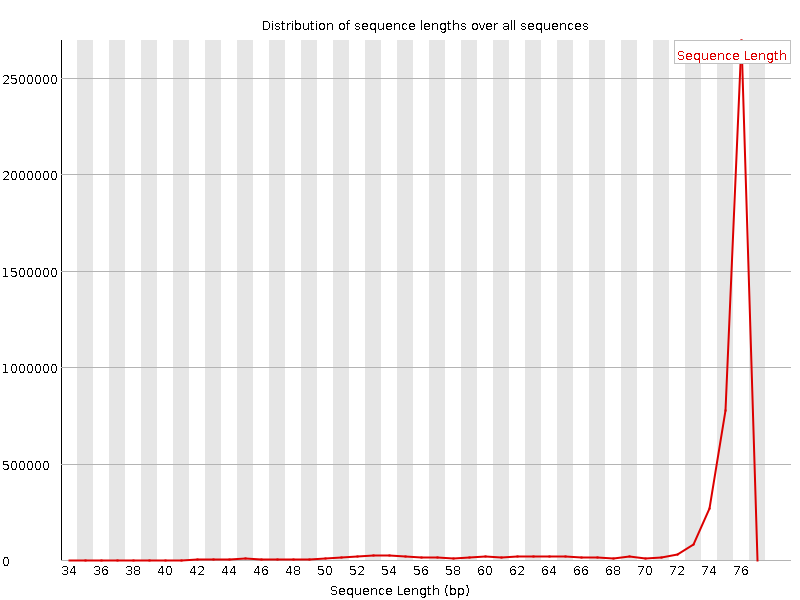 Distribution of sequence lengths over all sequences
Sequence Length
2500000
2000000
1500000
1000000
500000
0
34 36 38 40 42 44 46 48 50 52 54 56 58 60 62 64 66 68 70 72 74 76
Sequence Length (bp)